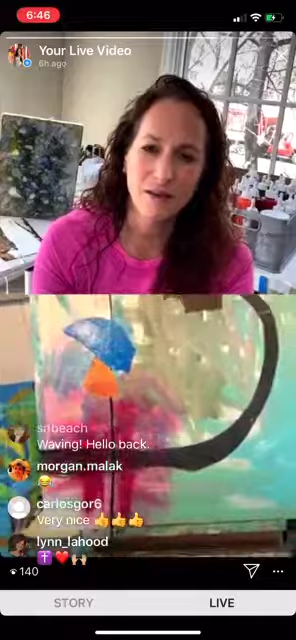 6:46
Your Live Video
6h ago
srlbeach
Waving! Hello back.
morgan.malak
😂
carlosgor6
Very nice 👍👍👍
lynn_lahood
✝️❤️🙌🏼
140
STORY
LIVE